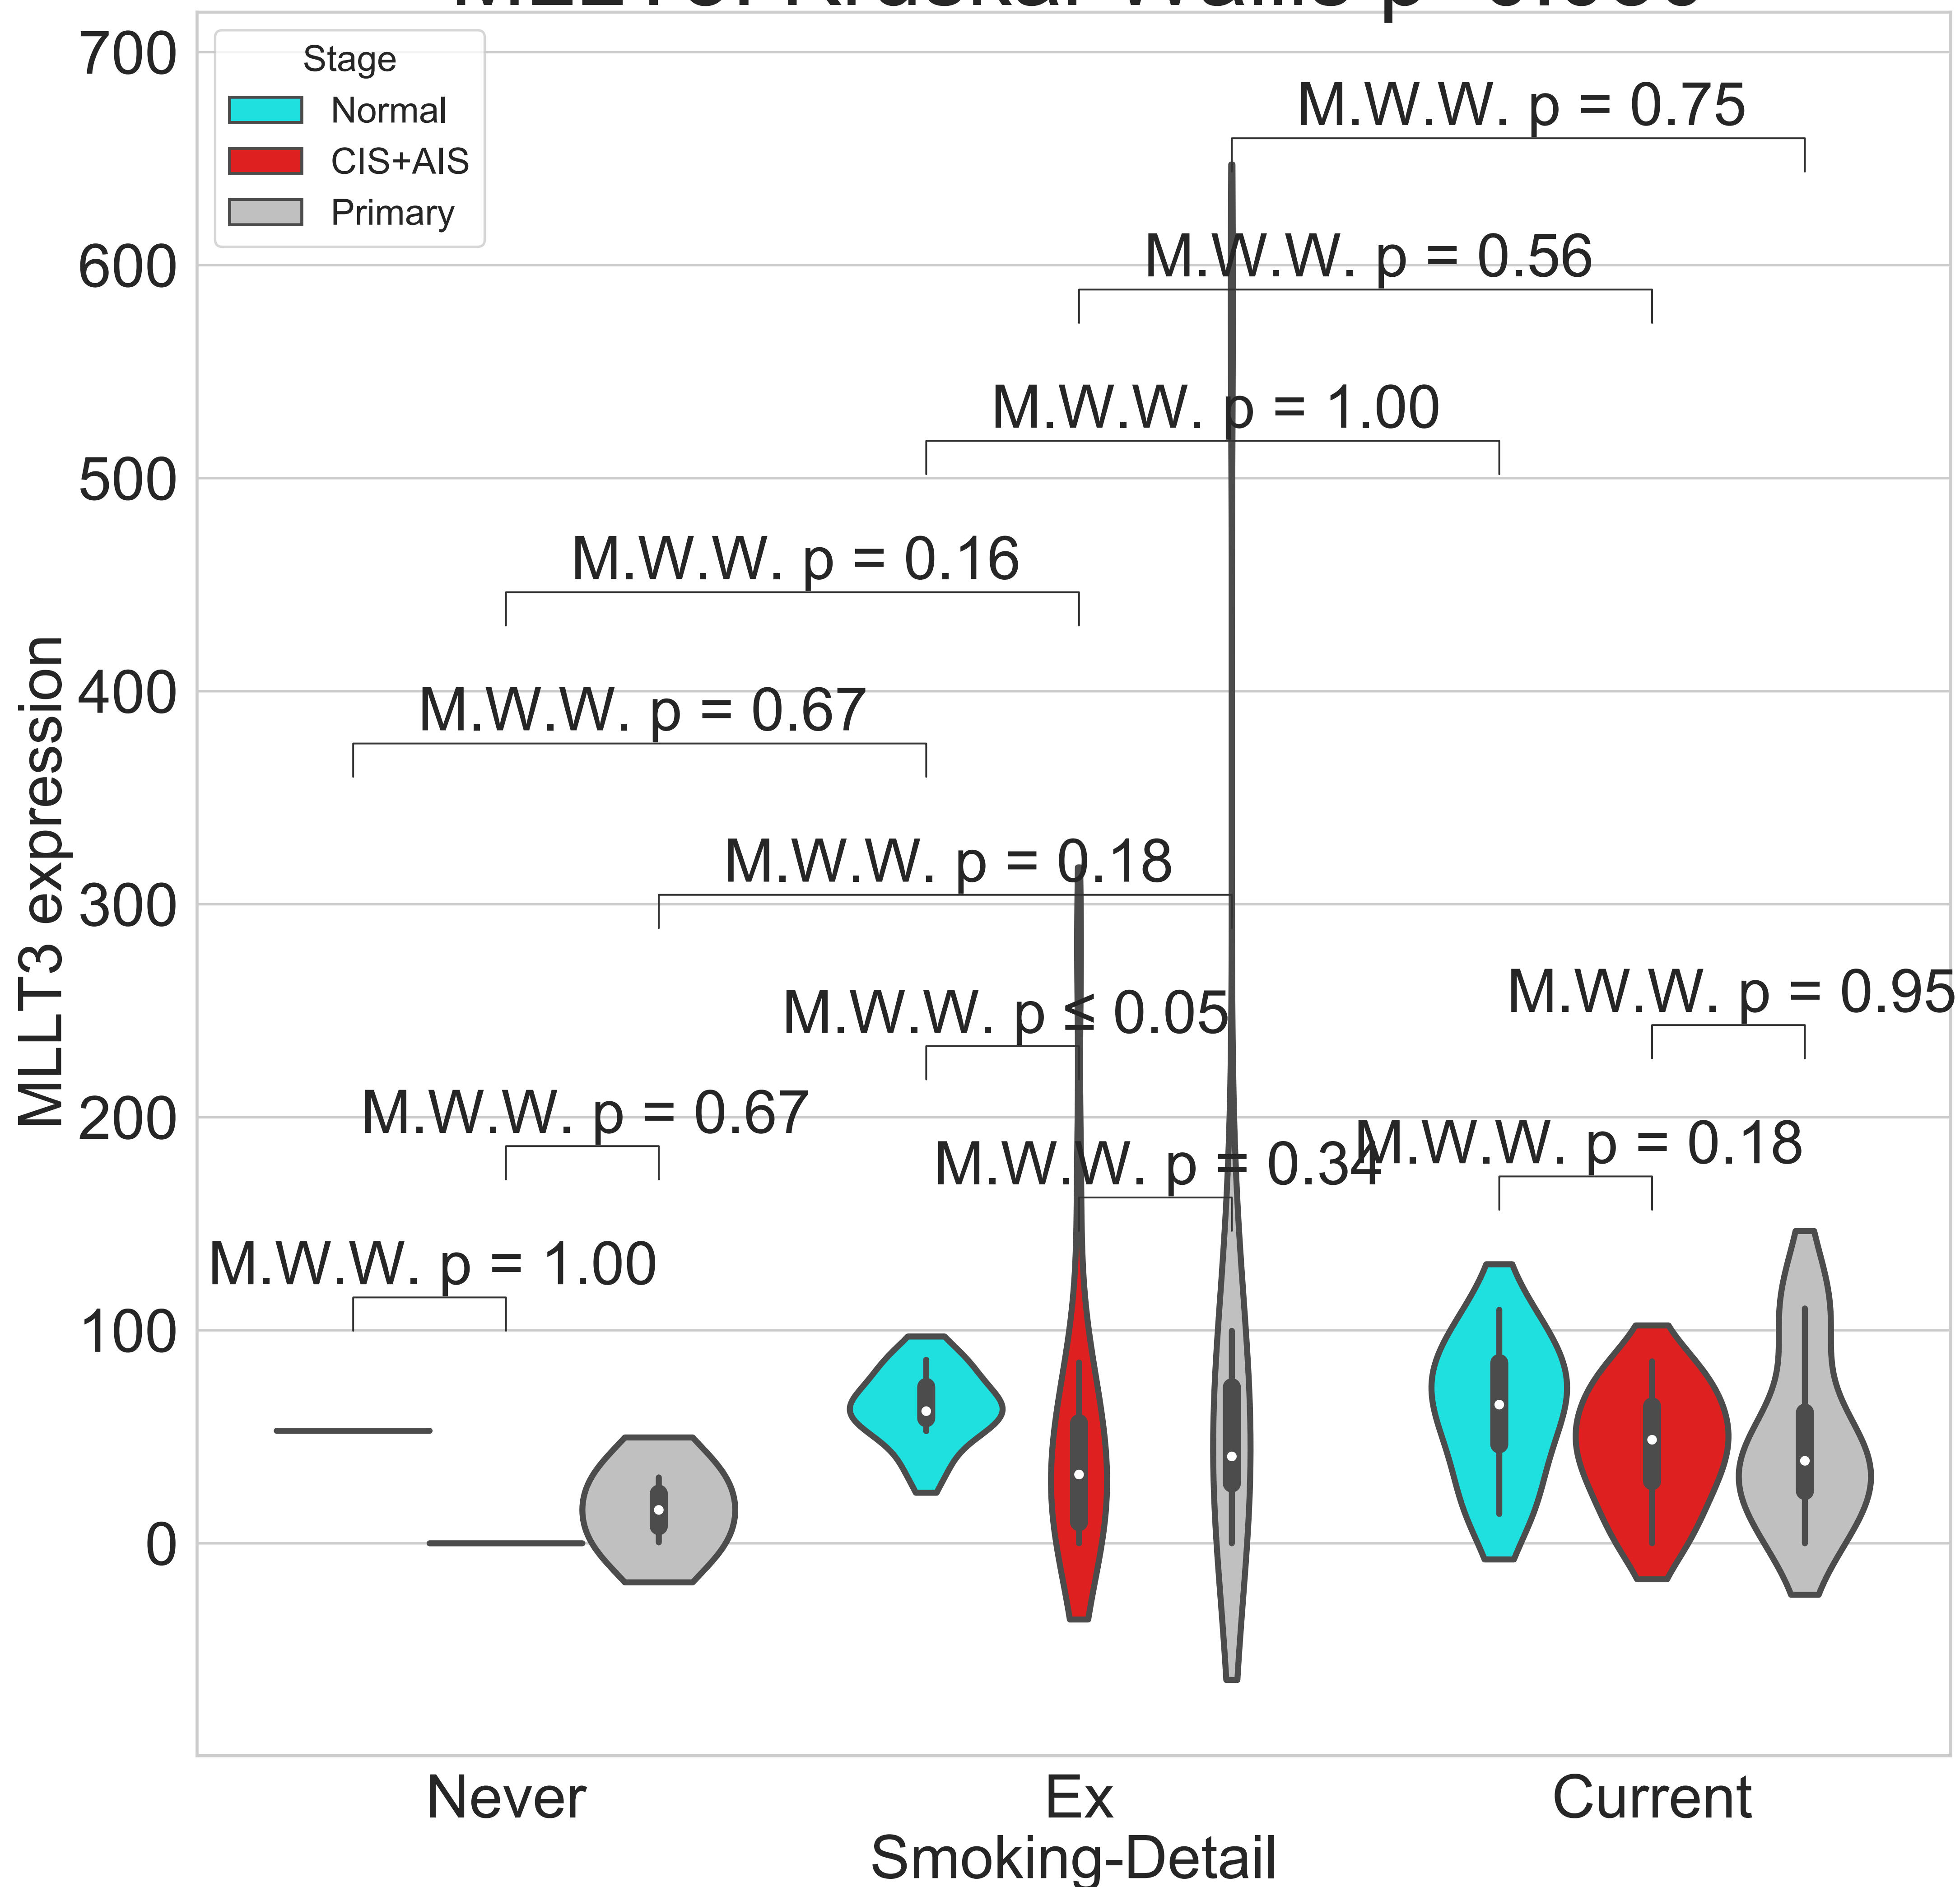 700
600
500
400
300
200
100
0
MLLT3 expression
Stage
Normal
CIS+AIS
Primary
M.W.W. p = 0.75
M.W.W. p = 0.56
M.W.W. p = 1.00
M.W.W. p = 0.16
M.W.W. p = 0.67
M.W.W. p = 0.18
M.W.W. p ≤ 0.05
M.W.W. p = 0.95
M.W.W. p = 0.67
M.W.W. p = 0.34
M.W.W. p = 0.18
M.W.W. p = 1.00
Never
Ex
Current
Smoking-Detail